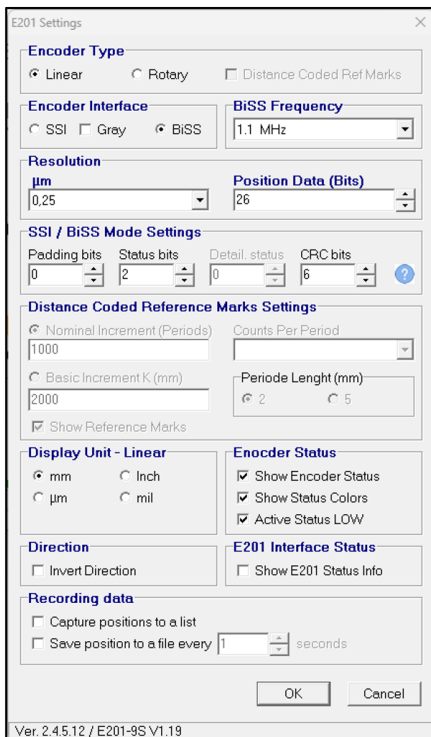 E201 Settings
Encoder Type
Linear Rotary Distance Coded Ref Marks
Encoder Interface BiSS Frequency
SSI Gray BiSS 1.1 MHz
Resolution
µm Position Data (Bits)
0,25 26
SSI / BiSS Mode Settings
Padding bits Status bits Detail. status CRC bits
0 2 0 6 ?
Distance Coded Reference Marks Settings
Nominal Increment (Periods) Counts Per Period
1000
Basic Increment K (mm) Periode Lenght (mm)
2000 2 5
Show Reference Marks
Display Unit - Linear Enocder Status
mm Inch Show Encoder Status
µm mil Show Status Colors
Active Status LOW
Direction E201 Interface Status
Invert Direction Show E201 Status Info
Recording data
Capture positions to a list
Save position to a file every 1 seconds
OK Cancel
Ver. 2.4.5.12 / E201-9S V1.19